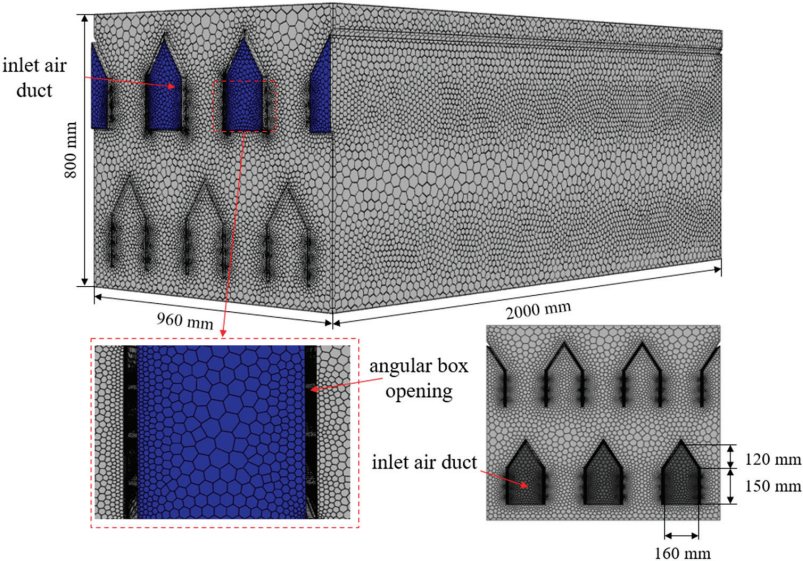 inlet air
duct
800 mm
960 mm
2000 mm
angular box
opening
inlet air duct
120 mm
150 mm
160 mm